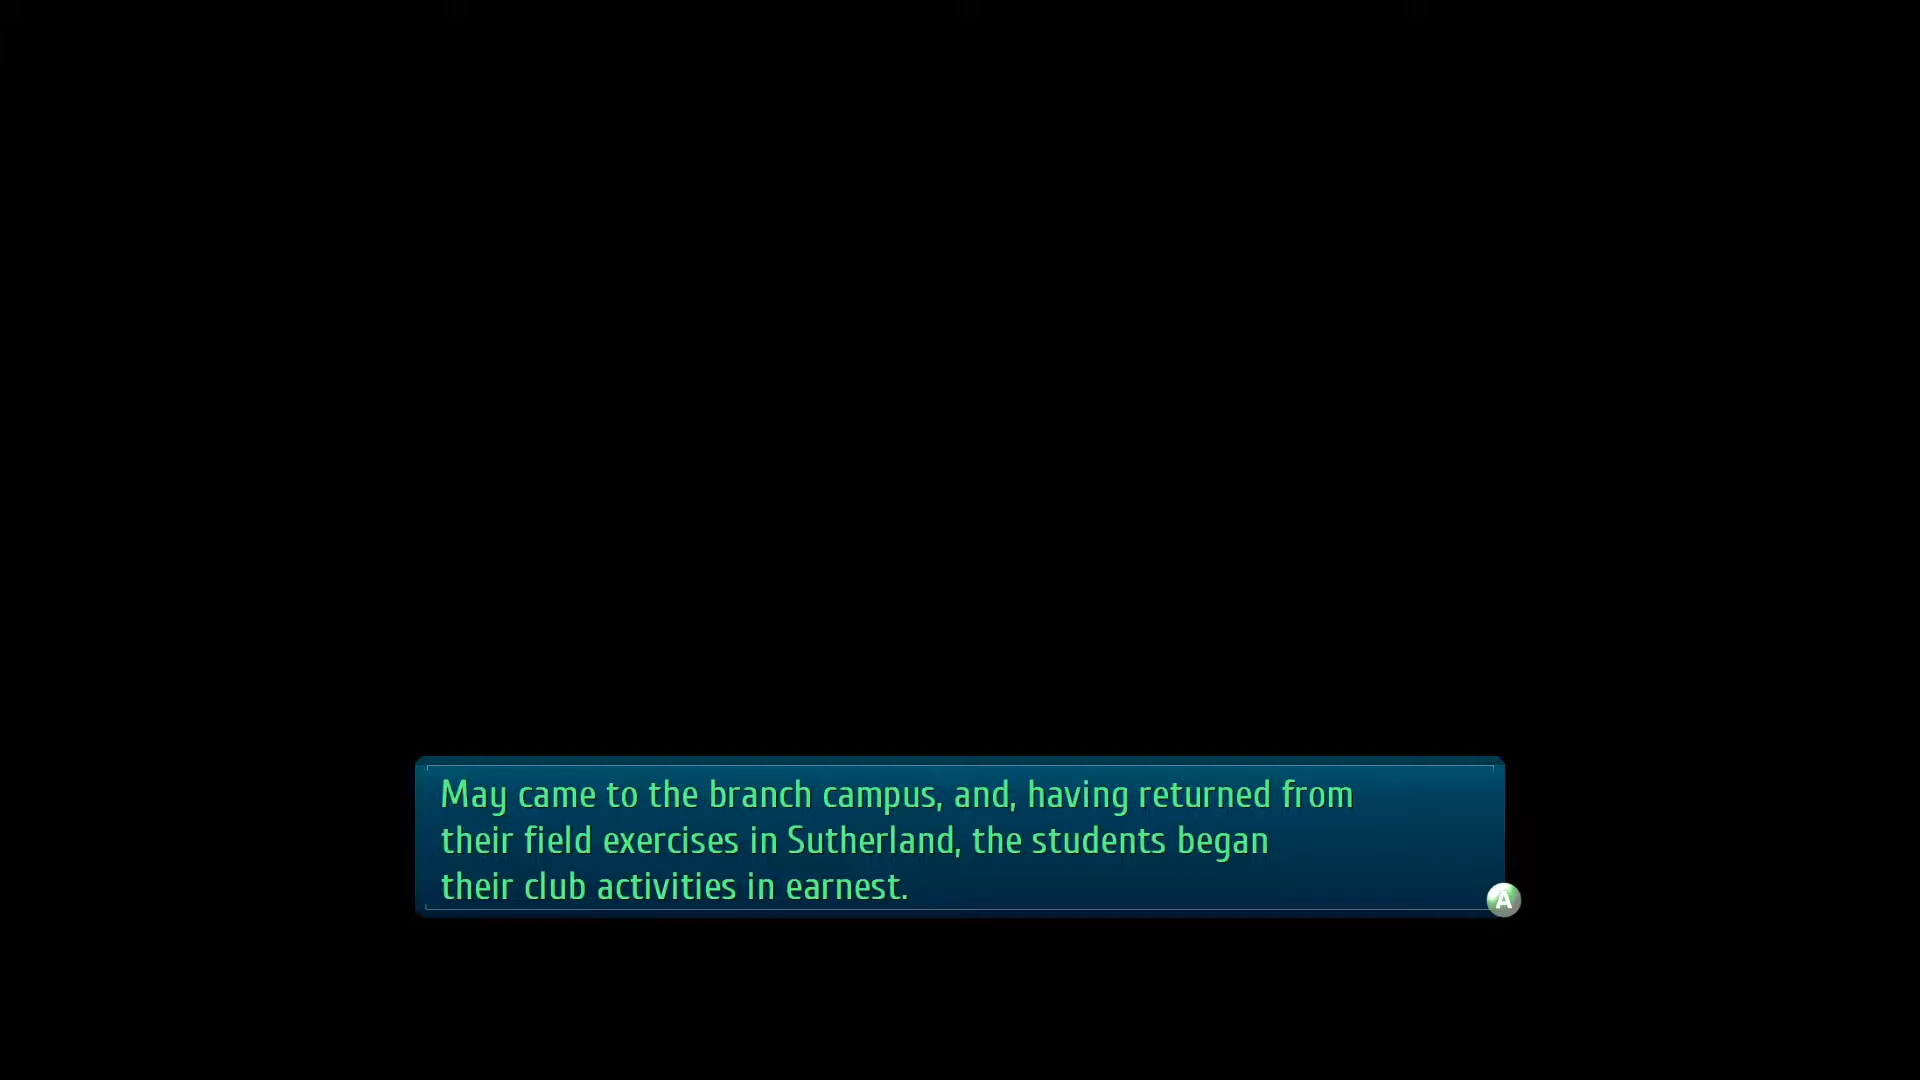 May came to the branch campus, and, having returned from
their field exercises in Sutherland, the students began
their club activities in earnest.
A